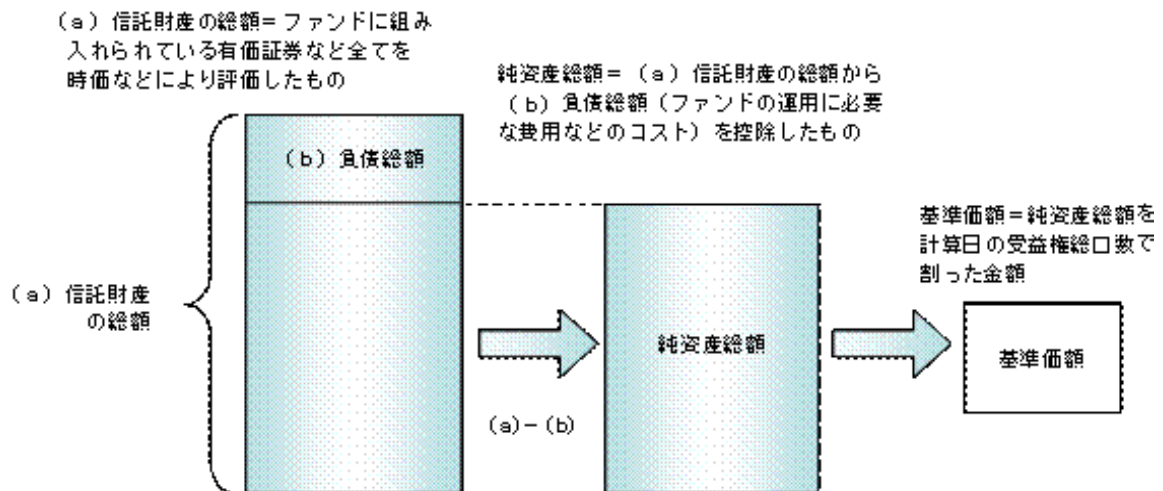 (a) 信託財産の総額＝ファンドに組み
入れられている有価証券など全てを
時価などにより評価したもの
純資産総額＝(a) 信託財産の総額から
(b) 負債総額（ファンドの運用に必要
な費用などのコスト）を控除したもの
(b) 負債総額
基準価額＝純資産総額を
計算日の受益権総口数で
割った金額
(a) 信託財産
の総額
純資産総額
基準価額
(a)－(b)